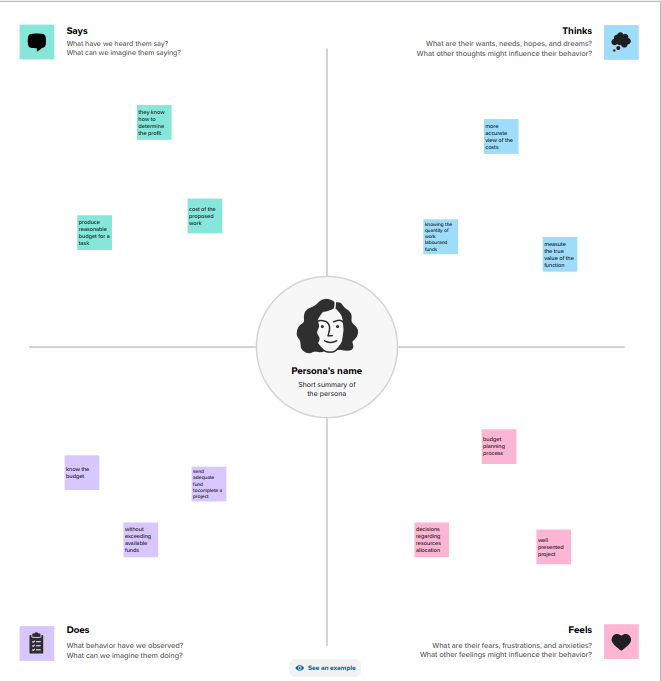 Says
What have we heard them say?
What can we imagine them saying?
Thinks
What are their wants, needs, hopes, and dreams?
What other thoughts might influence their behavior?
they know
how to
determine
the profit
more
accurate
view of the
costs
produce
reasonable
budget for a
task
cost of the
proposed
work
knowing the
quantity of
work
labourand
funds
measure
the true
value of the
function
Persona's name
Short summary of
the persona
know the
budget
send
adequate
fund
tocomplete a
project
without
exceeding
available
funds
budget
planning
process
decisions
regarding
resources
allocation
well
presented
project
Does
What behavior have we observed?
What can we imagine them doing?
Feels
What are their fears, frustrations, and anxieties?
What other feelings might influence their behavior?
See an example